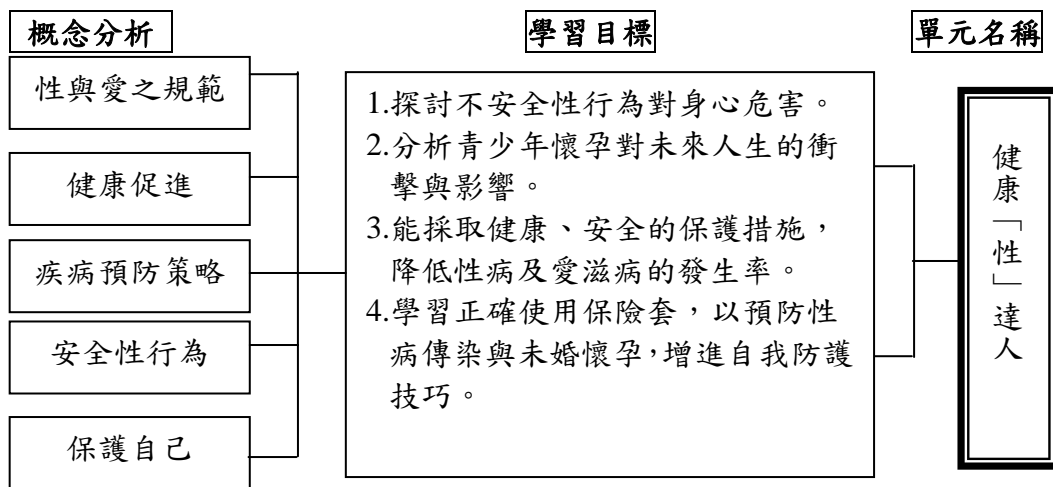 概念分析
學習目標
單元名稱
性與愛之規範
健康促進
疾病預防策略
安全性行為
保護自己
1.探討不安全性行為對身心危害。
2.分析青少年懷孕對未來人生的衝
擊與影響。
3.能採取健康、安全的保護措施，
降低性病及愛滋病的發生率。
4.學習正確使用保險套，以預防性
病傳染與未婚懷孕，增進自我防護
技巧。
健康「性」達人